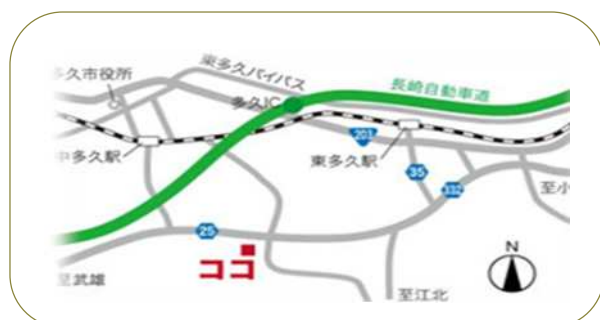 東多久バイパス
多久市役所
長崎自動車道
多久IC
203
中多久駅
東多久駅
35
332
至小
25
N
ココ
至武雄
至江北